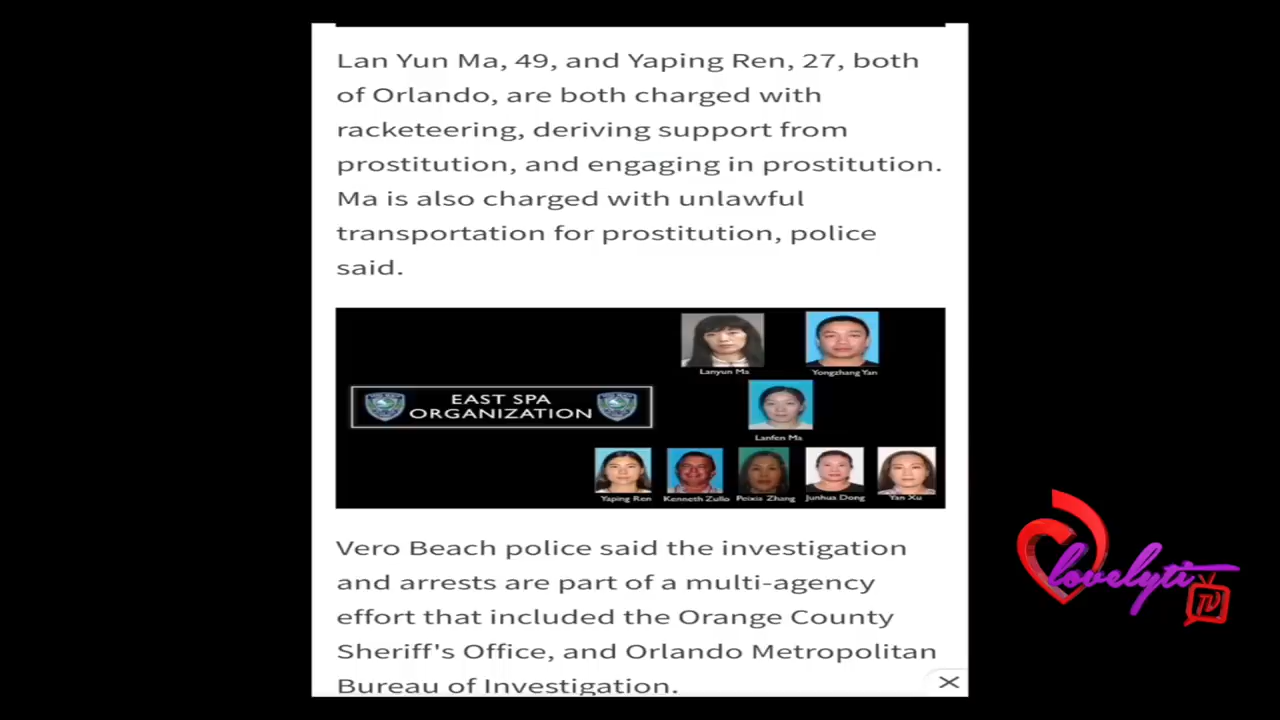 Lan Yun Ma, 49, and Yaping Ren, 27, both
of Orlando, are both charged with
racketeering, deriving support from
prostitution, and engaging in prostitution.
Ma is also charged with unlawful
transportation for prostitution, police
said.
Lanyun Ma Yongzhang Yan
EAST SPA
ORGANIZATION
Lanfen Ma
Yaping Ren Kenneth Zullo Peixia Zhang Junhua Dong Yan Xu
Vero Beach police said the investigation
and arrests are part of a multi-agency
effort that included the Orange County
Sheriff's Office, and Orlando Metropolitan
Bureau of Investigation.
lovelyti
TV